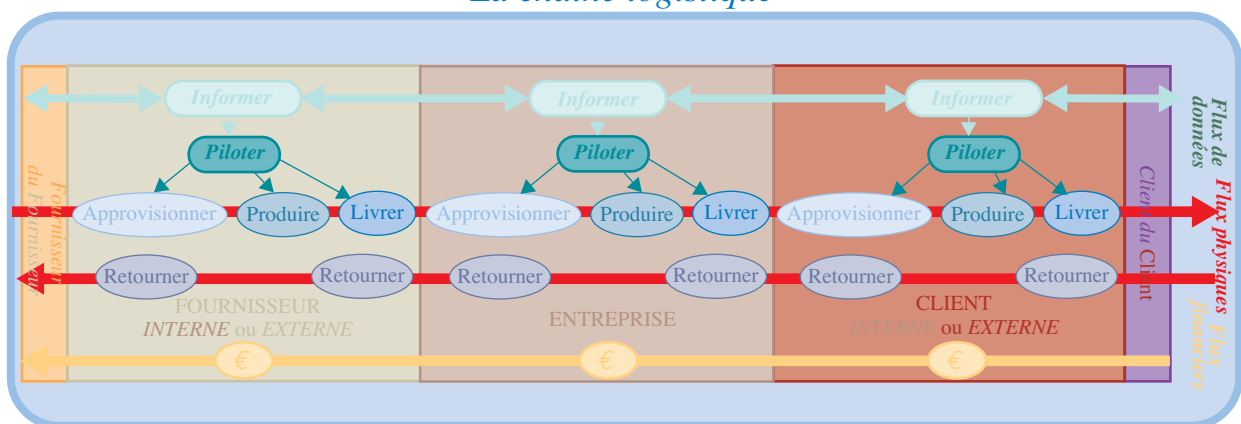 La chaîne logistique
Informer Informer Informer
Piloter Piloter Piloter
Approvisionner Produire Livrer Approvisionner Produire Livrer Approvisionner Produire Livrer
Retourner Retourner Retourner Retourner Retourner Retourner
FOURNISSEUR
INTERNE ou EXTERNE
ENTREPRISE
CLIENT
INTERNE ou EXTERNE
€ € €
Fournisseur
du Fournisseur
Client du Client
Flux de
données
Flux physiques
Flux
financiers